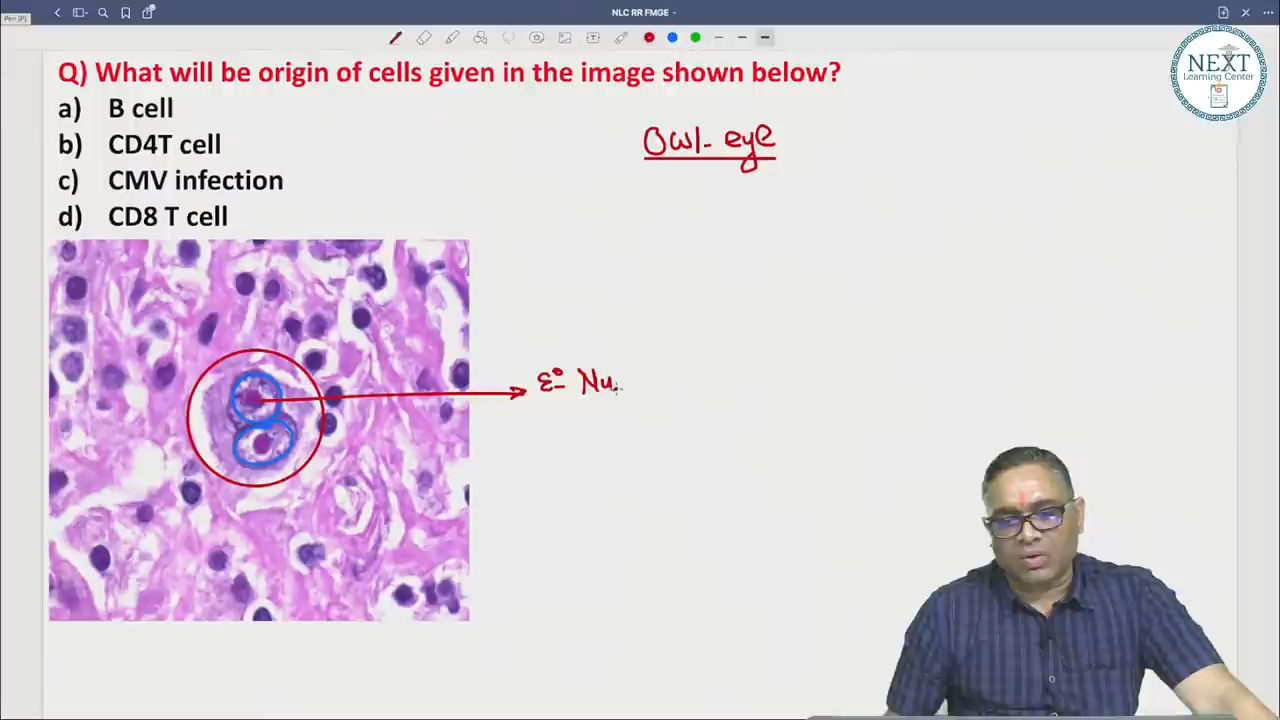 Pen [P]
NLC RR FMGE
NEXT
Learning Center
Q) What will be origin of cells given in the image shown below?
a) B cell
b) CD4T cell
c) CMV infection
d) CD8 T cell
Owl-eye
Nu